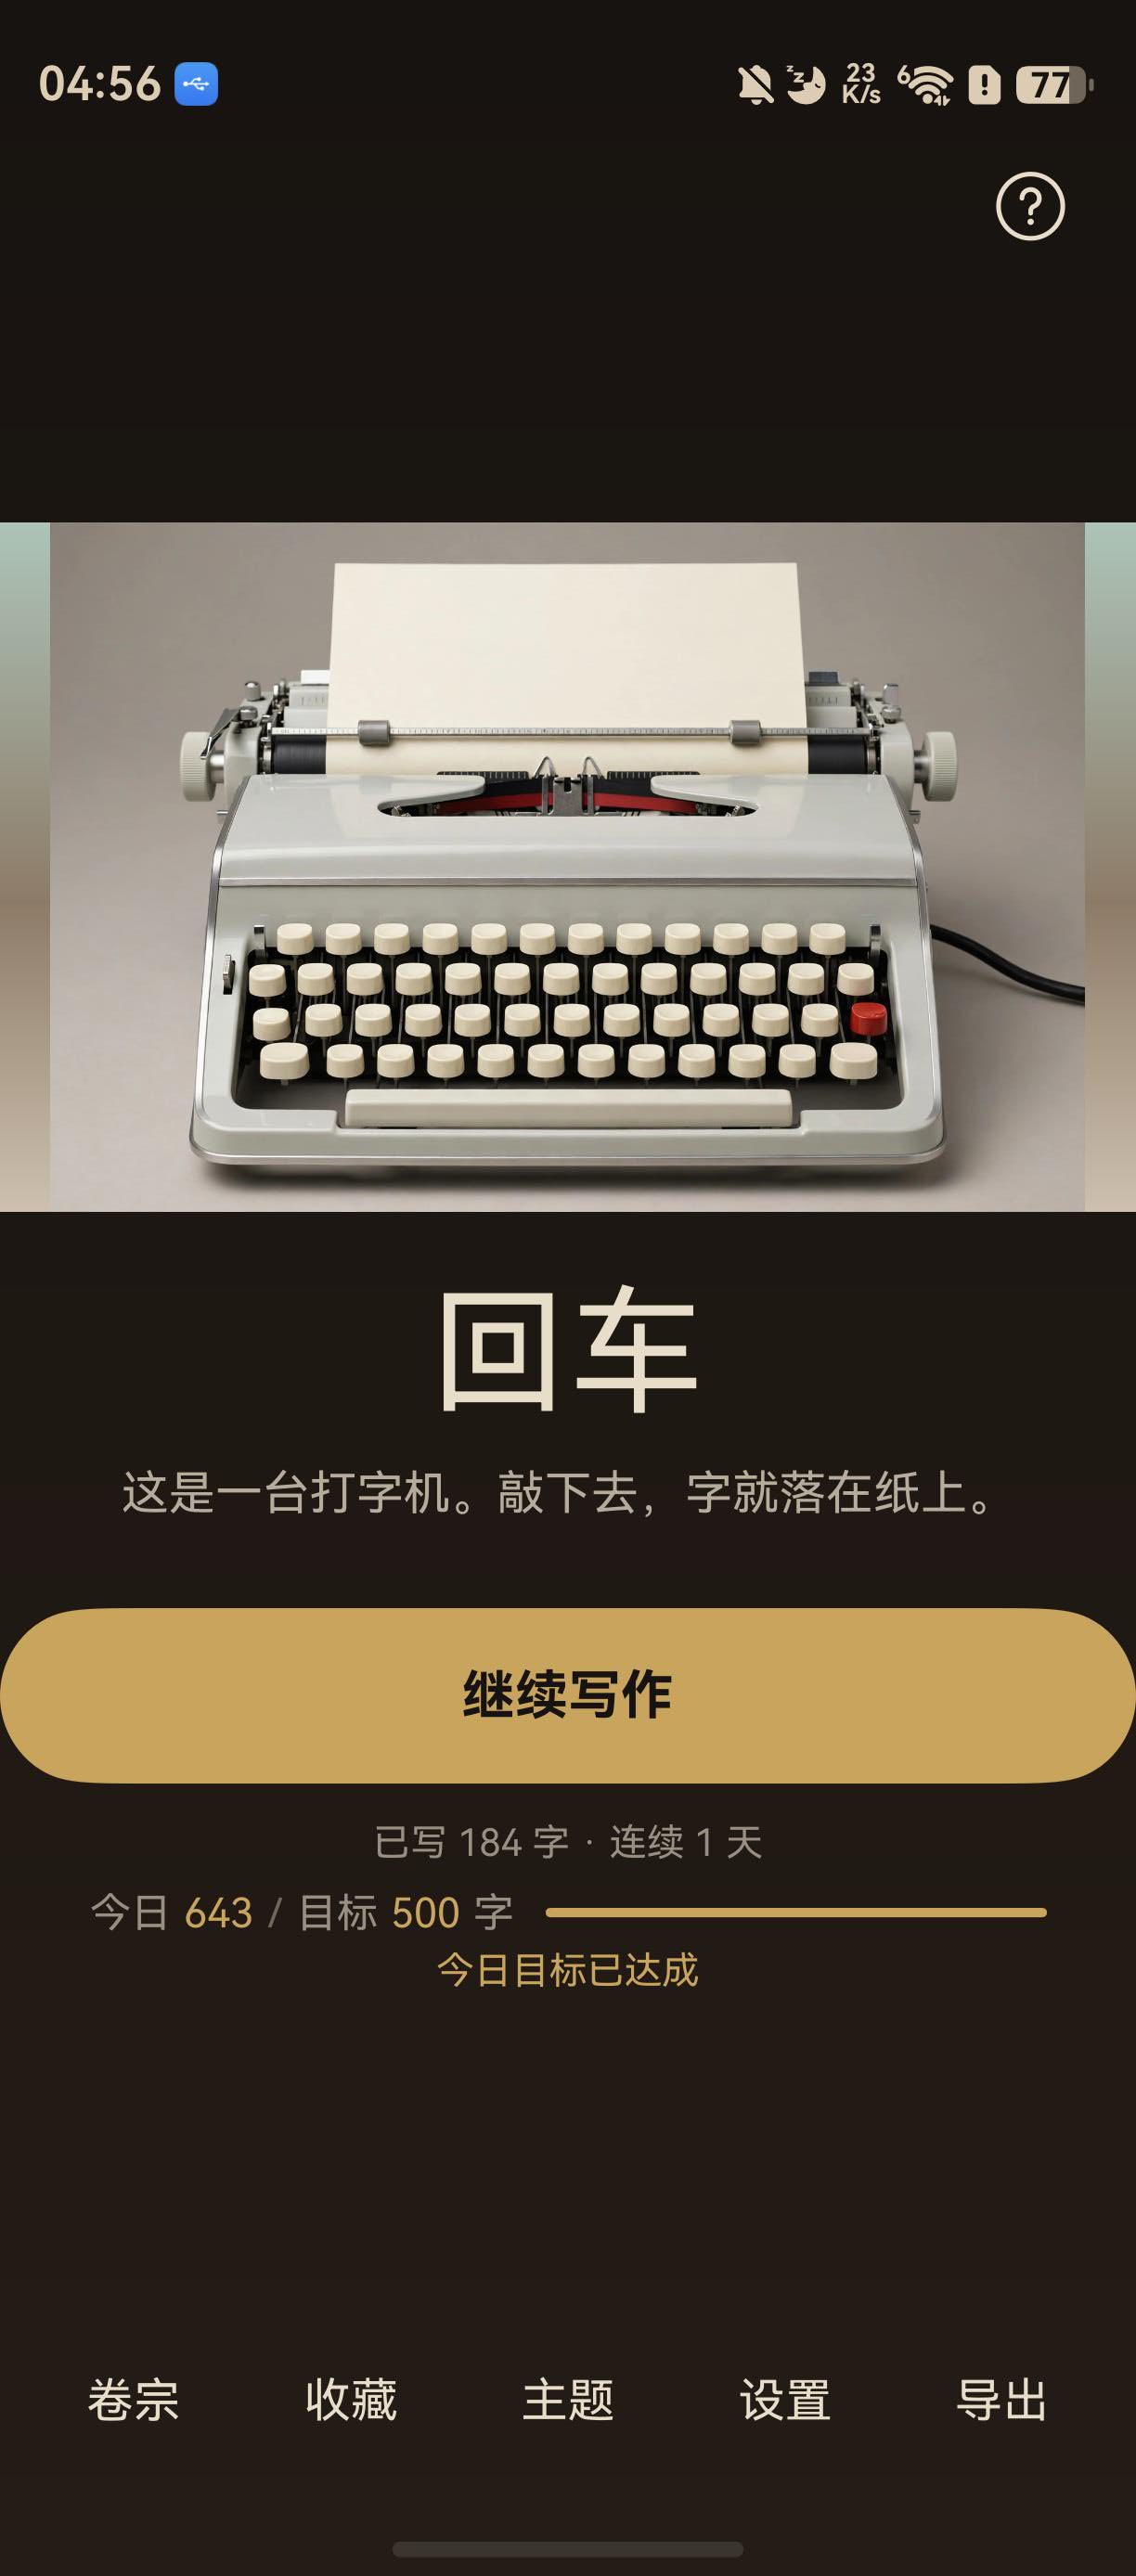 04:56
23
K/s
6
77
?
回车
这是一台打字机。敲下去，字就落在纸上。
继续写作
已写 184 字 · 连续 1 天
今日 643 / 目标 500 字
今日目标已达成
卷宗 收藏 主题 设置 导出